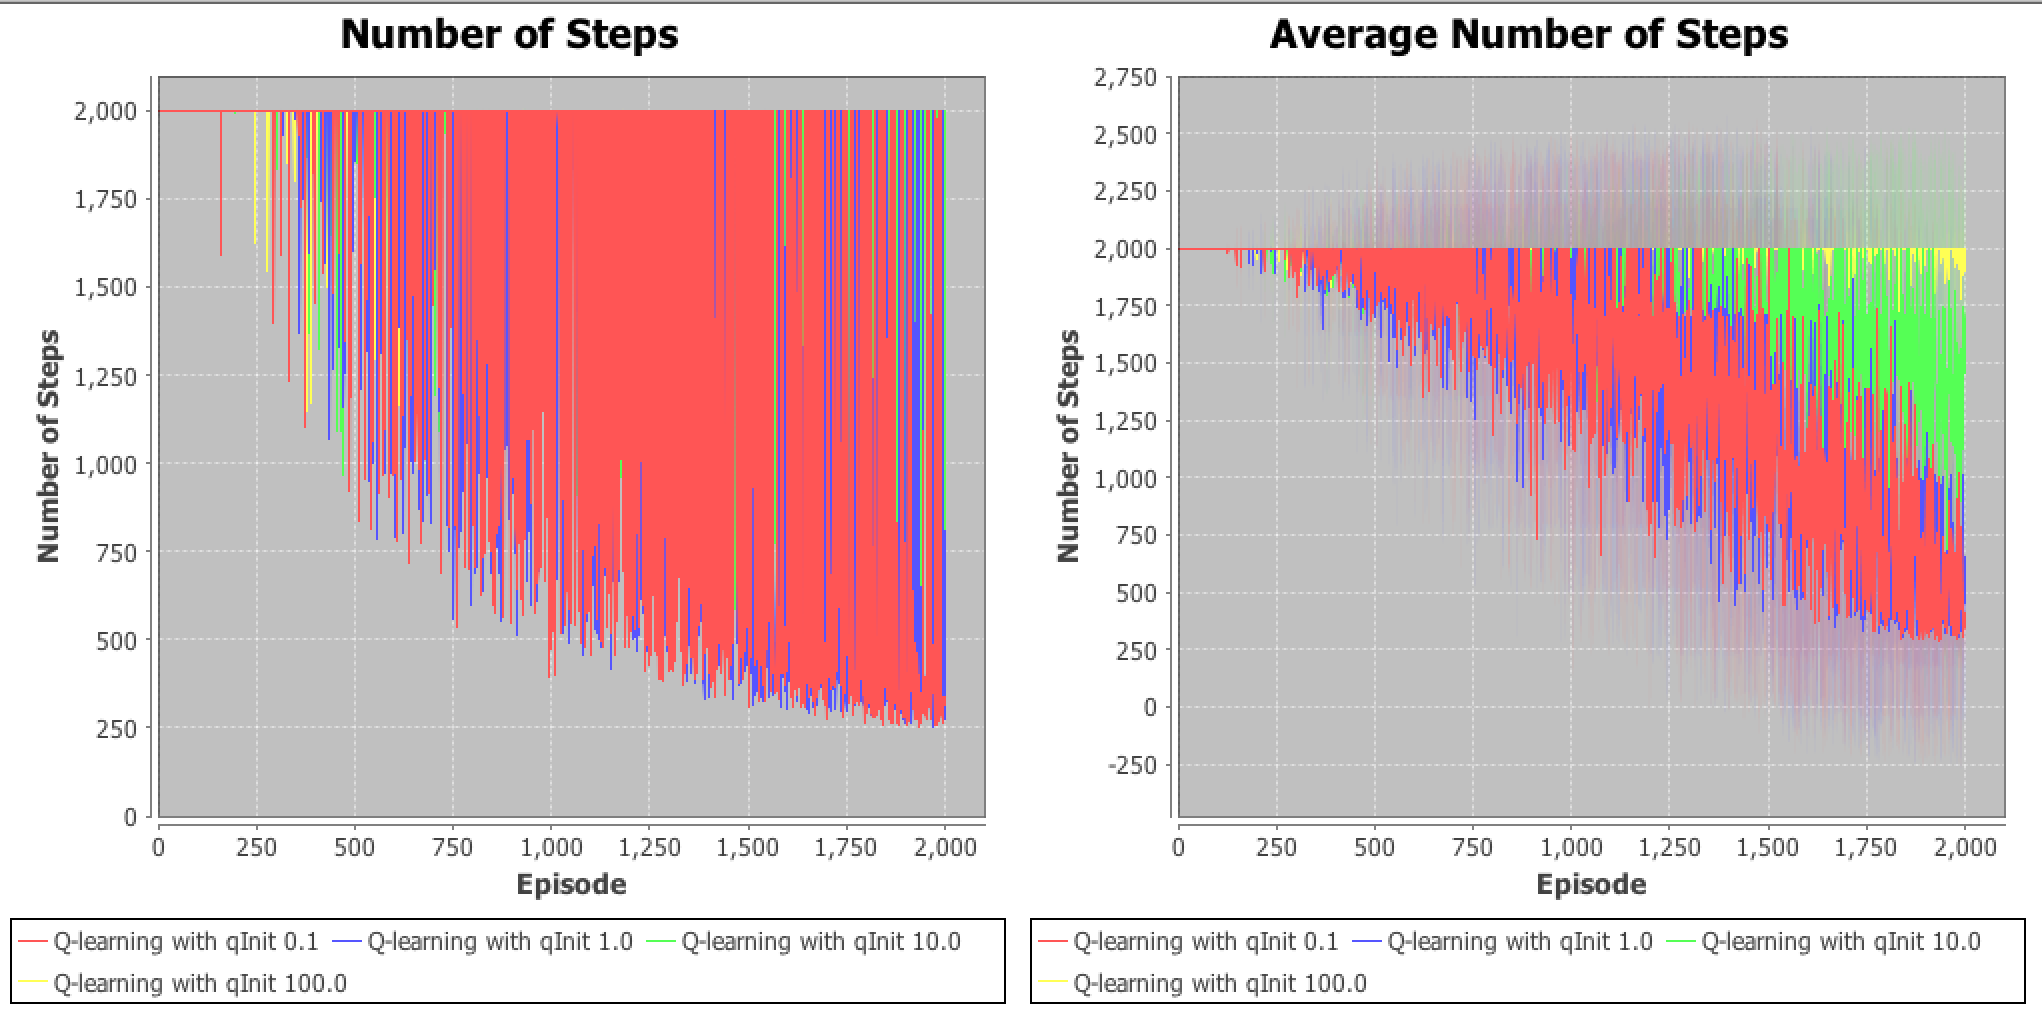 Number of Steps
2,000
1,750
1,500
1,250
1,000
750
500
250
0
Number of Steps
0 250 500 750 1,000 1,250 1,500 1,750 2,000
Episode
Q-learning with qInit 0.1 Q-learning with qInit 1.0 Q-learning with qInit 10.0
Q-learning with qInit 100.0
Average Number of Steps
2,750
2,500
2,250
2,000
1,750
1,500
1,250
1,000
750
500
250
0
-250
Number of Steps
0 250 500 750 1,000 1,250 1,500 1,750 2,000
Episode
Q-learning with qInit 0.1 Q-learning with qInit 1.0 Q-learning with qInit 10.0
Q-learning with qInit 100.0